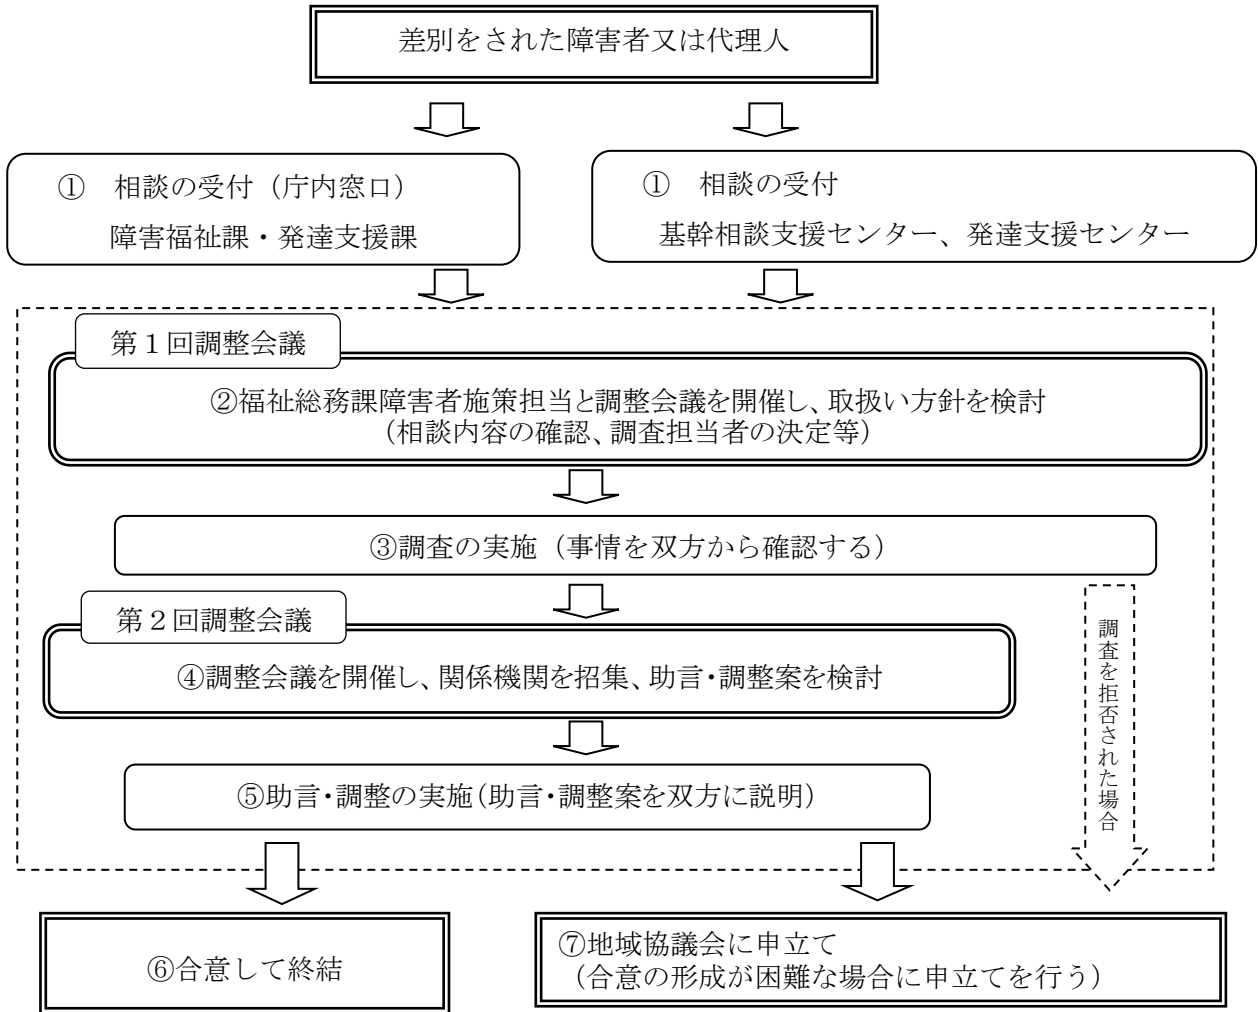 差別をされた障害者又は代理人
① 相談の受付（庁内窓口）
障害福祉課・発達支援課
① 相談の受付
基幹相談支援センター、発達支援センター
第１回調整会議
②福祉総務課障害者施策担当と調整会議を開催し、取扱い方針を検討
（相談内容の確認、調査担当者の決定等）
③調査の実施（事情を双方から確認する）
第２回調整会議
④調整会議を開催し、関係機関を招集、助言・調整案を検討
調査を拒否された場合
⑤助言・調整の実施（助言・調整案を双方に説明）
⑥合意して終結
⑦地域協議会に申立て
（合意の形成が困難な場合に申立てを行う）